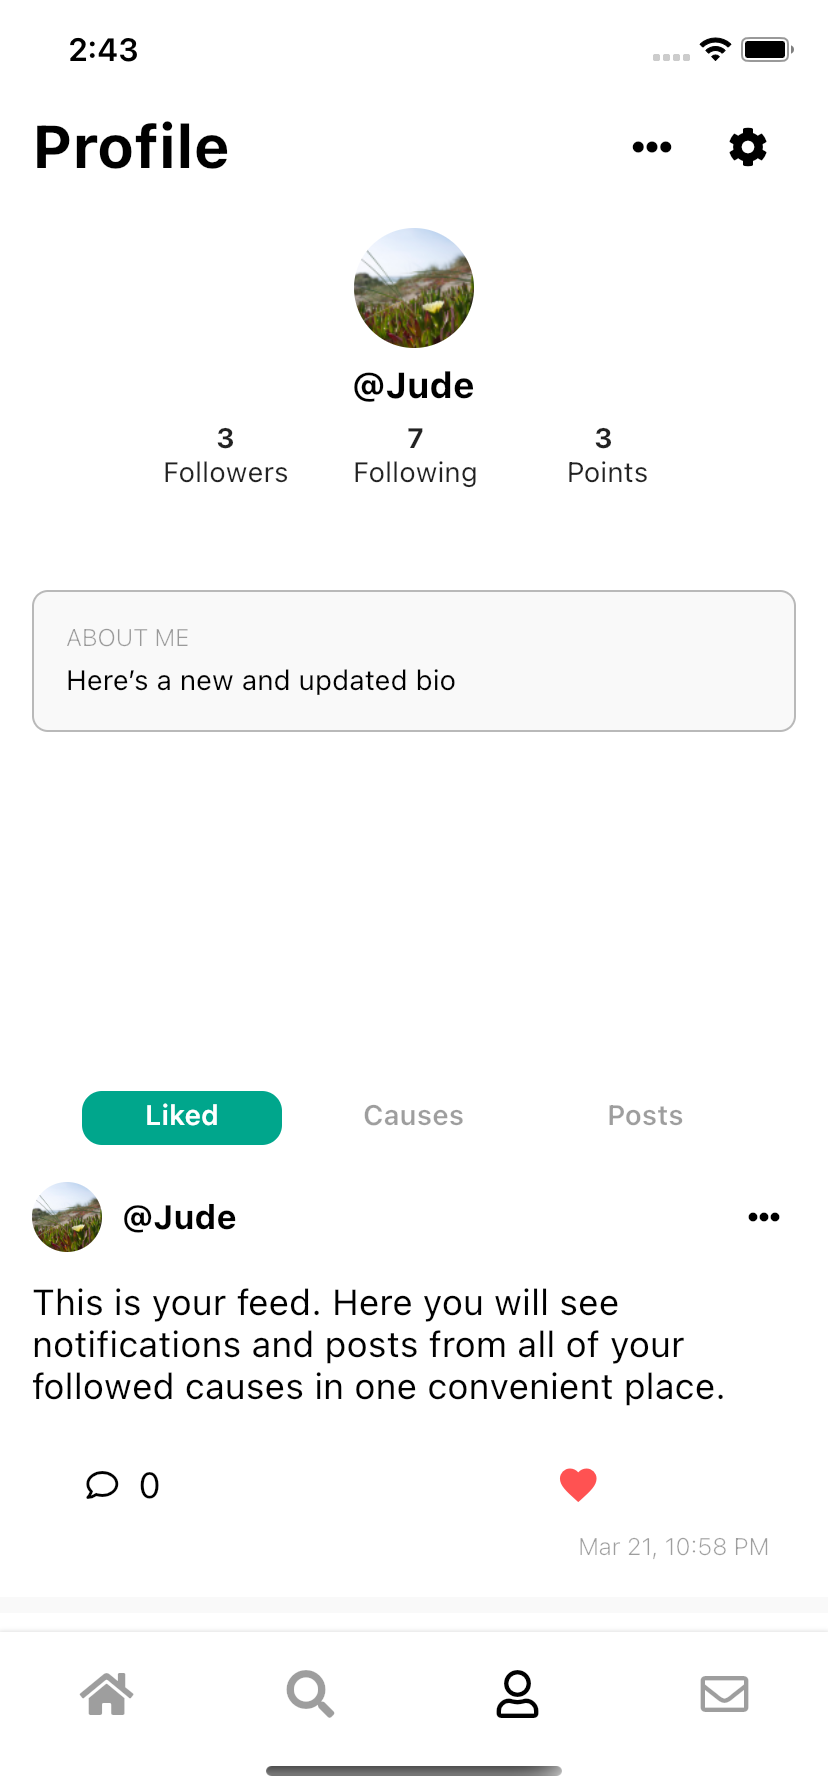 2:43
Profile
@Jude
3 7 3
Followers Following Points
ABOUT ME
Here’s a new and updated bio
Liked Causes Posts
@Jude
This is your feed. Here you will see
notifications and posts from all of your
followed causes in one convenient place.
0
Mar 21, 10:58 PM